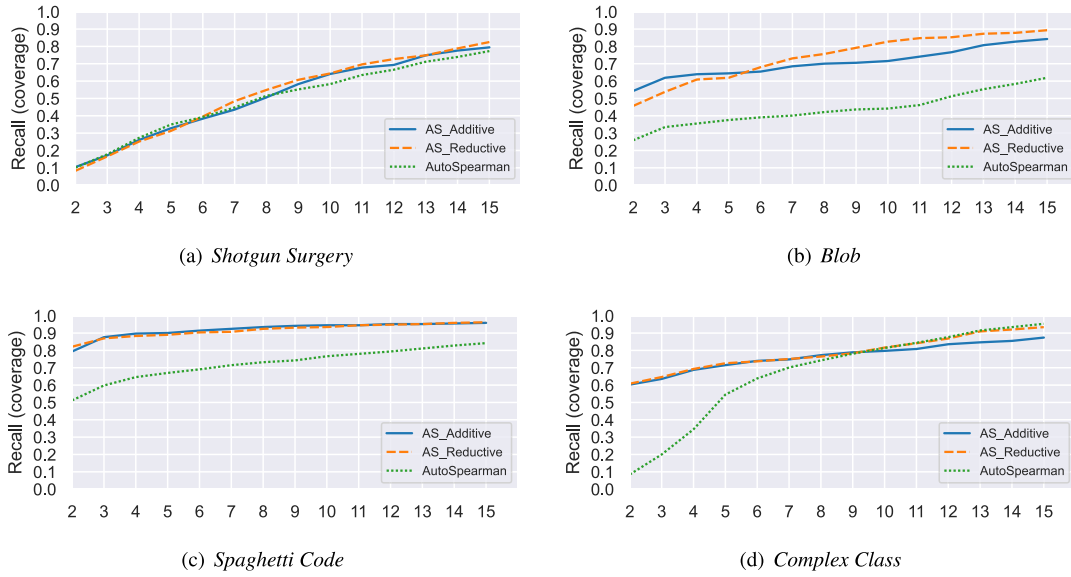 Recall (coverage)
1.0
0.9
0.8
0.7
0.6
0.5
0.4
0.3
0.2
0.1
0.0
AS_Additive
AS_Reductive
AutoSpearman
2 3 4 5 6 7 8 9 10 11 12 13 14 15
(a) Shotgun Surgery
Recall (coverage)
1.0
0.9
0.8
0.7
0.6
0.5
0.4
0.3
0.2
0.1
0.0
AS_Additive
AS_Reductive
AutoSpearman
2 3 4 5 6 7 8 9 10 11 12 13 14 15
(b) Blob
Recall (coverage)
1.0
0.9
0.8
0.7
0.6
0.5
0.4
0.3
0.2
0.1
0.0
AS_Additive
AS_Reductive
AutoSpearman
2 3 4 5 6 7 8 9 10 11 12 13 14 15
(c) Spaghetti Code
Recall (coverage)
1.0
0.9
0.8
0.7
0.6
0.5
0.4
0.3
0.2
0.1
0.0
AS_Additive
AS_Reductive
AutoSpearman
2 3 4 5 6 7 8 9 10 11 12 13 14 15
(d) Complex Class